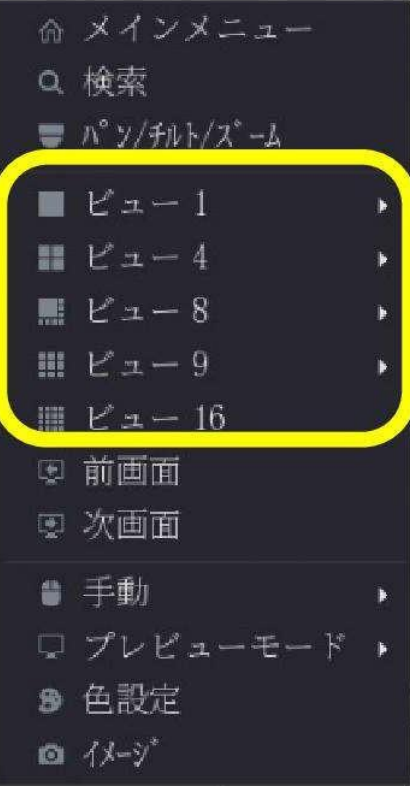 メインメニュー
検索
ﾊﾟﾝ/ﾁﾙﾄ/ｽﾞｰﾑ
ビュー 1
ビュー 4
ビュー 8
ビュー 9
ビュー 16
前画面
次画面
手動
プレビューモード
色設定
ｲﾒｰｼﾞ